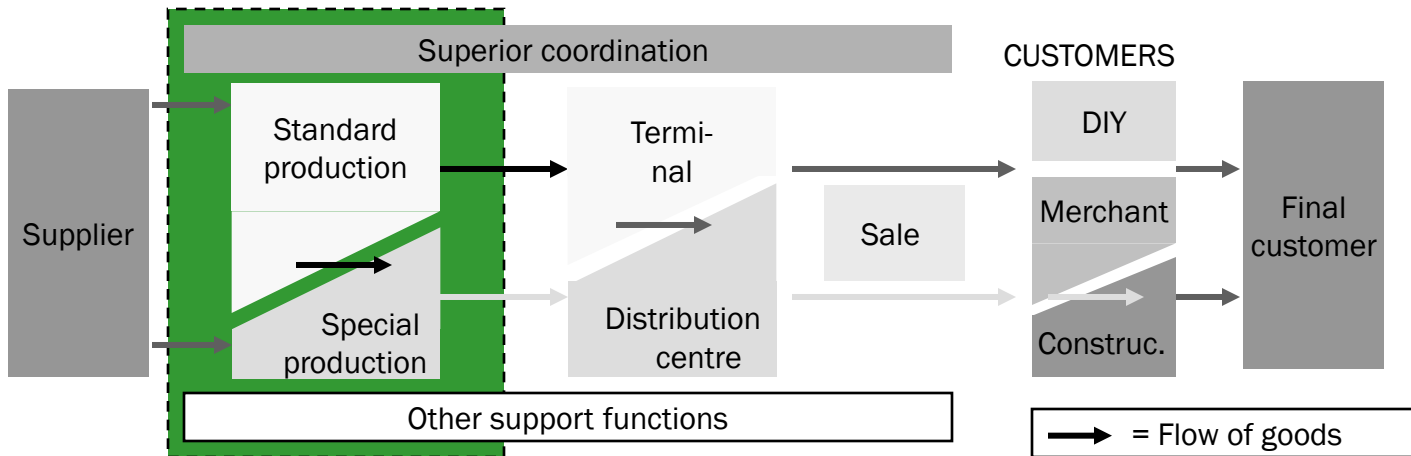 Superior coordination
CUSTOMERS
Supplier
Standard
production
Special
production
Termi-
nal
Distribution
centre
Sale
DIY
Merchant
Construc.
Final
customer
Other support functions
= Flow of goods